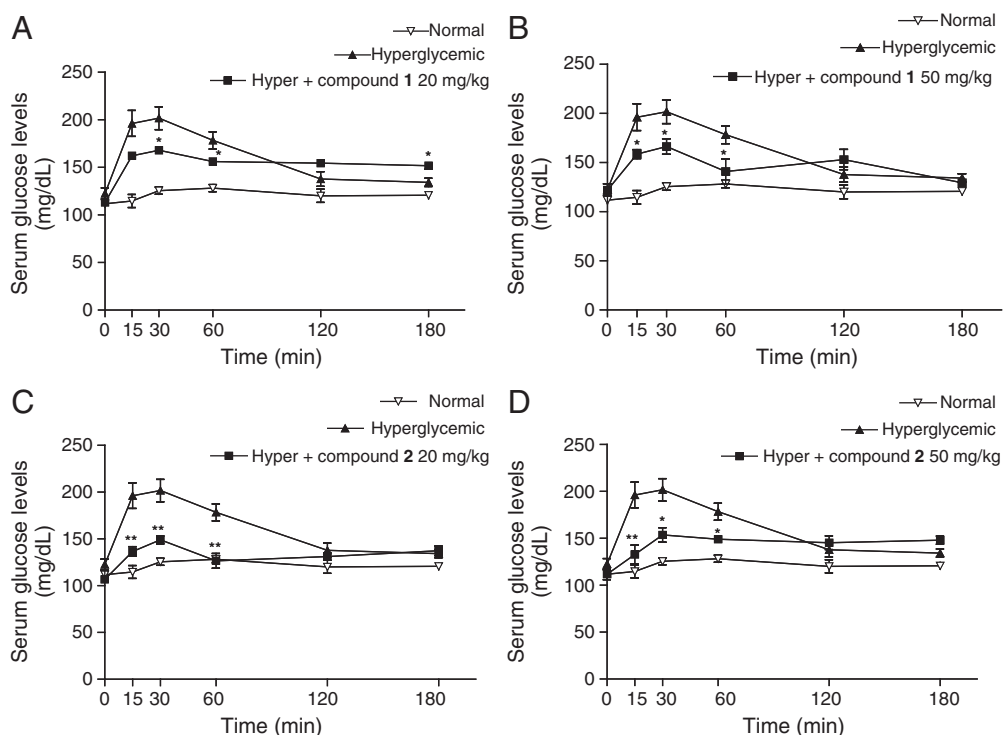 A
Normal
Hyperglycemic
Hyper + compound 1 20 mg/kg
Serum glucose levels
(mg/dL)
250
200
150
100
50
0
*
*
*
0 15 30 60 120 180
Time (min)
B
Normal
Hyperglycemic
Hyper + compound 1 50 mg/kg
Serum glucose levels
(mg/dL)
250
200
150
100
50
0
*
*
*
0 15 30 60 120 180
Time (min)
C
Normal
Hyperglycemic
Hyper + compound 2 20 mg/kg
Serum glucose levels
(mg/dL)
250
200
150
100
50
0
**
**
**
0 15 30 60 120 180
Time (min)
D
Normal
Hyperglycemic
Hyper + compound 2 50 mg/kg
Serum glucose levels
(mg/dL)
250
200
150
100
50
0
**
*
*
0 15 30 60 120 180
Time (min)